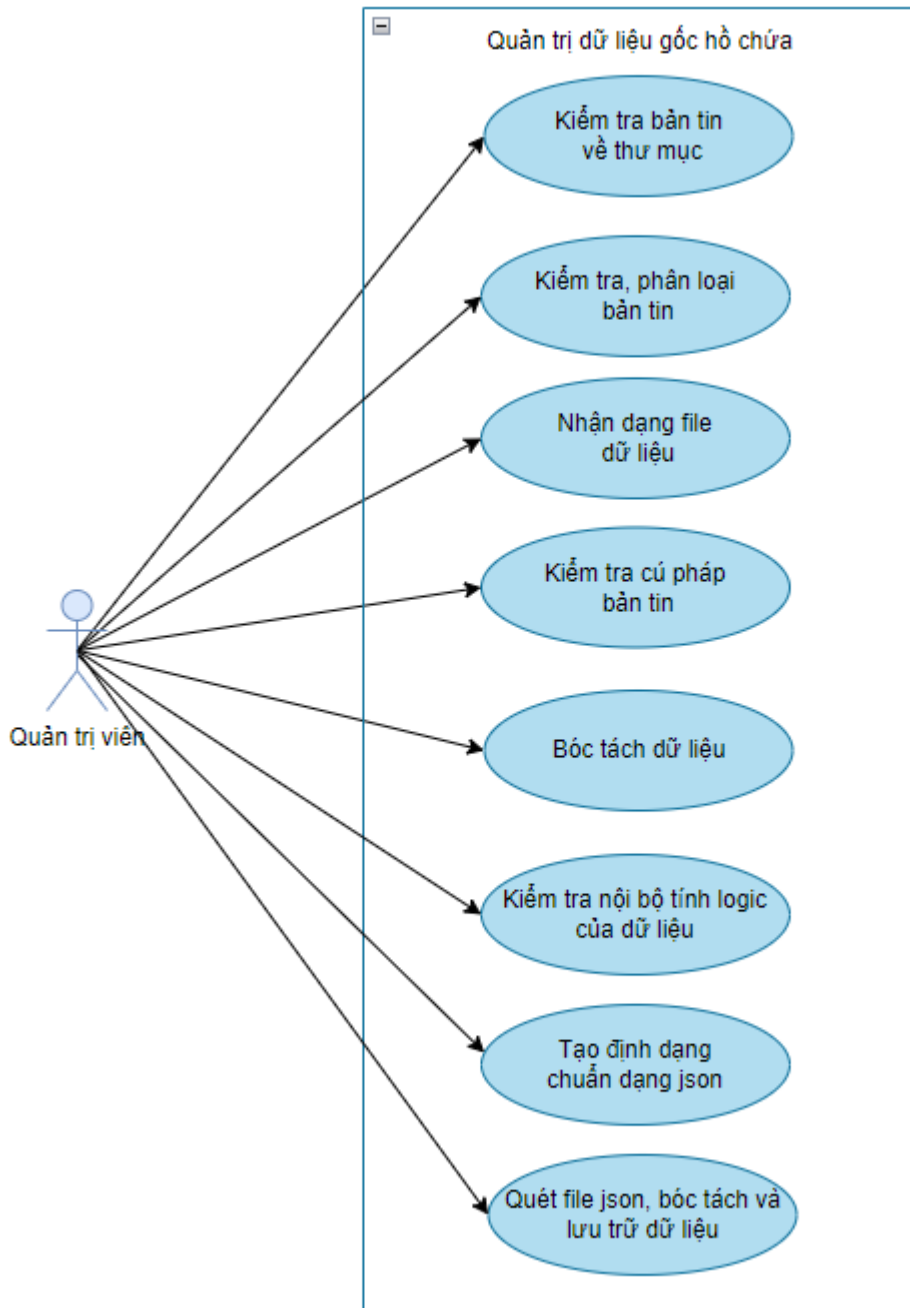 Quản trị dữ liệu gốc hồ chứa
Kiểm tra bản tin
về thư mục
Kiểm tra, phân loại
bản tin
Nhận dạng file
dữ liệu
Kiểm tra cú pháp
bản tin
Quản trị viên
Bóc tách dữ liệu
Kiểm tra nội bộ tính logic
của dữ liệu
Tạo định dạng
chuẩn dạng json
Quét file json, bóc tách và
lưu trữ dữ liệu